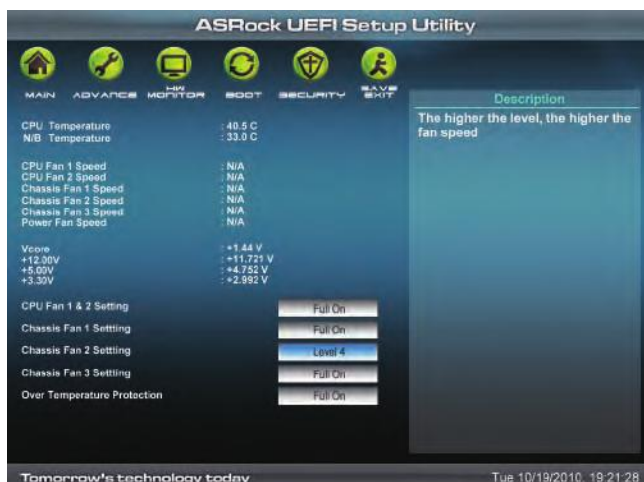 ASRock UEFI Setup Utility
MAIN ADVANCE HW MONITOR BOOT SECURITY SAVE EXIT
Description
The higher the level, the higher the
fan speed
CPU Temperature : 40.5 C
N/B Temperature : 33.0 C
CPU Fan 1 Speed : N/A
CPU Fan 2 Speed : N/A
Chassis Fan 1 Speed : N/A
Chassis Fan 2 Speed : N/A
Chassis Fan 3 Speed : N/A
Power Fan Speed : N/A
Vcore : +1.44 V
+12.00V : +11.721 V
+5.00V : +4.752 V
+3.30V : +2.992 V
CPU Fan 1 & 2 Setting Full On
Chassis Fan 1 Settting Full On
Chassis Fan 2 Settting Level 4
Chassis Fan 3 Settting Full On
Over Temperature Protection Full On
Tomorrow's technology today Tue 10/19/2010, 19:21:28